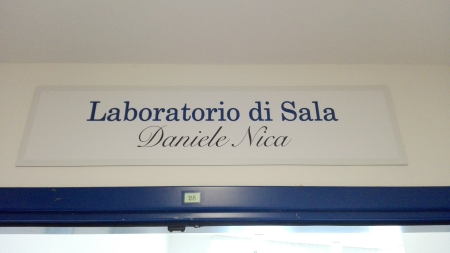 Laboratorio di Sala
Daniele Nica